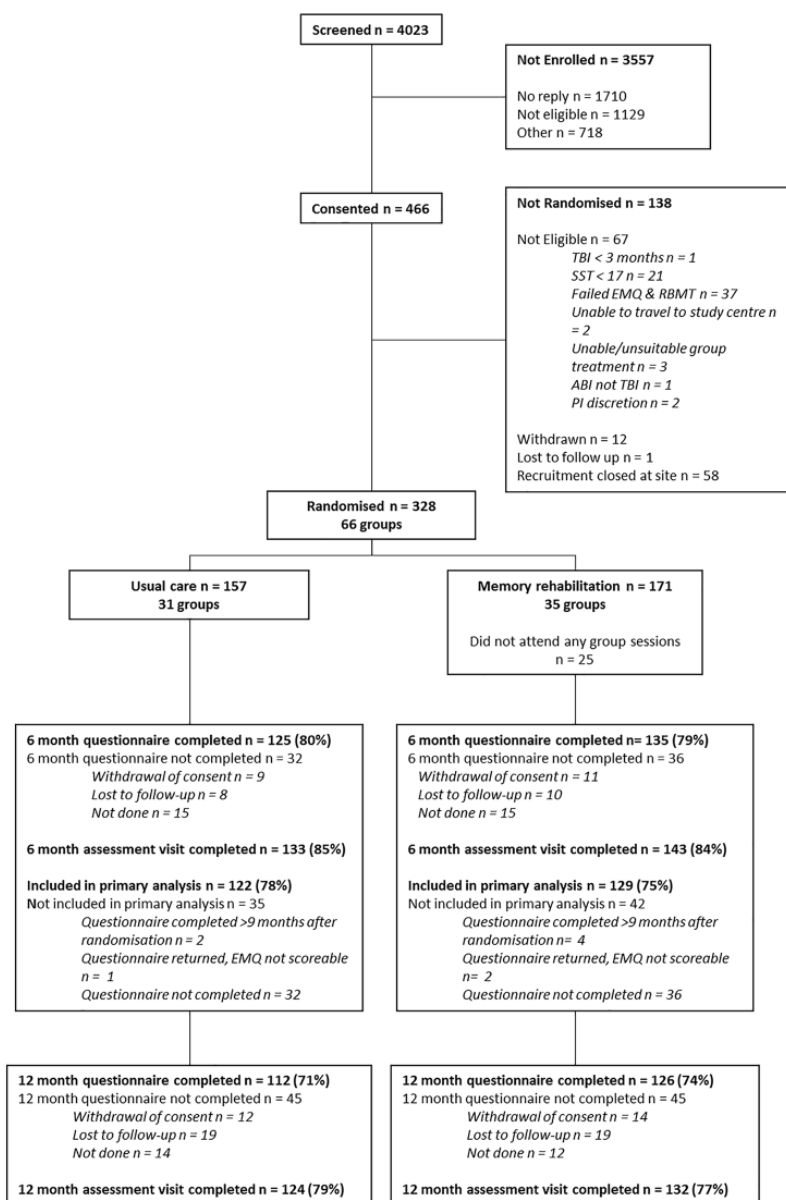 Screened n = 4023
Not Enrolled n = 3557
No reply n = 1710
Not eligible n = 1129
Other n = 718
Consented n = 466
Not Randomised n = 138
Not Eligible n = 67
TBI < 3 months n = 1
SST < 17 n = 21
Failed EMQ & RBMT n = 37
Unable to travel to study centre n
= 2
Unable/unsuitable group
treatment n = 3
ABI not TBI n = 1
PI discretion n = 2
Withdrawn n = 12
Lost to follow up n = 1
Recruitment closed at site n = 58
Randomised n = 328
66 groups
Usual care n = 157
31 groups
Memory rehabilitation n = 171
35 groups
Did not attend any group sessions
n = 25
6 month questionnaire completed n = 125 (80%)
6 month questionnaire not completed n = 32
Withdrawal of consent n = 9
Lost to follow-up n = 8
Not done n = 15
6 month assessment visit completed n = 133 (85%)
Included in primary analysis n = 122 (78%)
Not included in primary analysis n = 35
Questionnaire completed >9 months after
randomisation n = 2
Questionnaire returned, EMQ not scoreable
n = 1
Questionnaire not completed n = 32
6 month questionnaire completed n= 135 (79%)
6 month questionnaire not completed n = 36
Withdrawal of consent n = 11
Lost to follow-up n = 10
Not done n = 15
6 month assessment visit completed n = 143 (84%)
Included in primary analysis n = 129 (75%)
Not included in primary analysis n = 42
Questionnaire completed >9 months after
randomisation n= 4
Questionnaire returned, EMQ not scoreable
n= 2
Questionnaire not completed n = 36
12 month questionnaire completed n = 112 (71%)
12 month questionnaire not completed n = 45
Withdrawal of consent n = 12
Lost to follow-up n = 19
Not done n = 14
12 month assessment visit completed n = 124 (79%)
12 month questionnaire completed n = 126 (74%)
12 month questionnaire not completed n = 45
Withdrawal of consent n = 14
Lost to follow-up n = 19
Not done n = 12
12 month assessment visit completed n = 132 (77%)